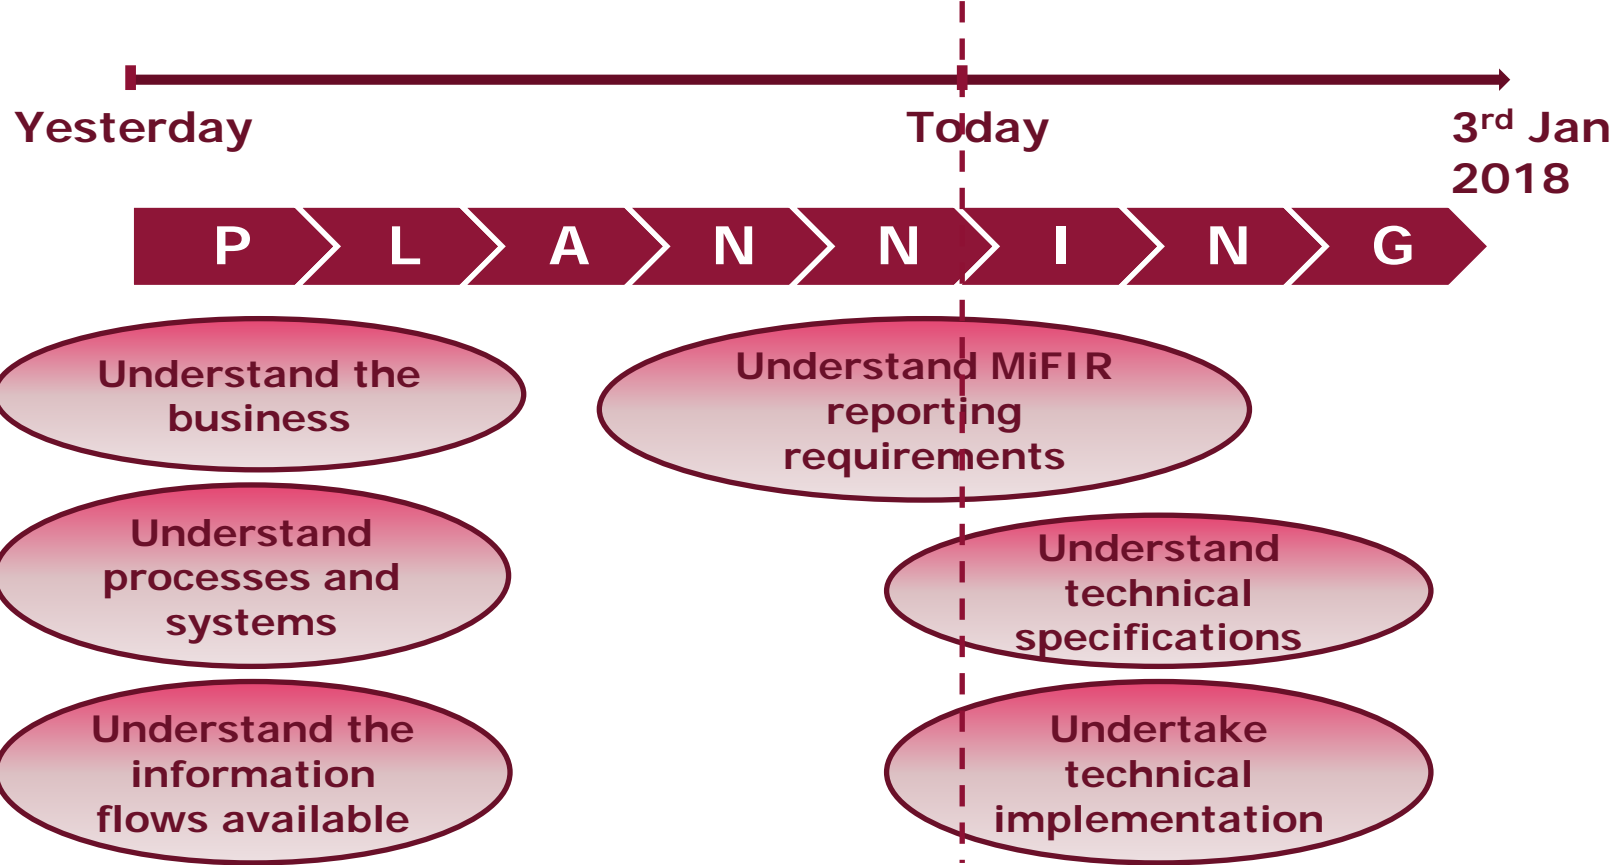 Yesterday
Today
3rd Jan
2018
P L A N N I N G
Understand the
business
Understand MiFIR
reporting
requirements
Understand
processes and
systems
Understand
technical
specifications
Understand the
information
flows available
Undertake
technical
implementation